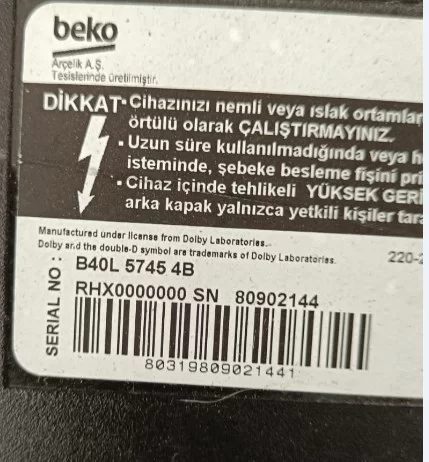 beko
Arçelik A.Ş.
Tesislerinde üretilmiştir.
DİKKAT • Cihazınızı nemli veya ıslak ortamlar
örtülü olarak ÇALIŞTIRMAYINIZ.
• Uzun süre kullanılmadığında veya h
isteminde, şebeke besleme fişini pri
• Cihaz içinde tehlikeli YÜKSEK GERİ
arka kapak yalnızca yetkili kişiler tara
Manufactured under license from Dolby Laboratories.
Dolby and the double-D symbol are trademarks of Dolby Laboratories.
220-2
SERIAL NO :
B40L 5745 4B
RHX0000000 SN 80902144
80319809021441